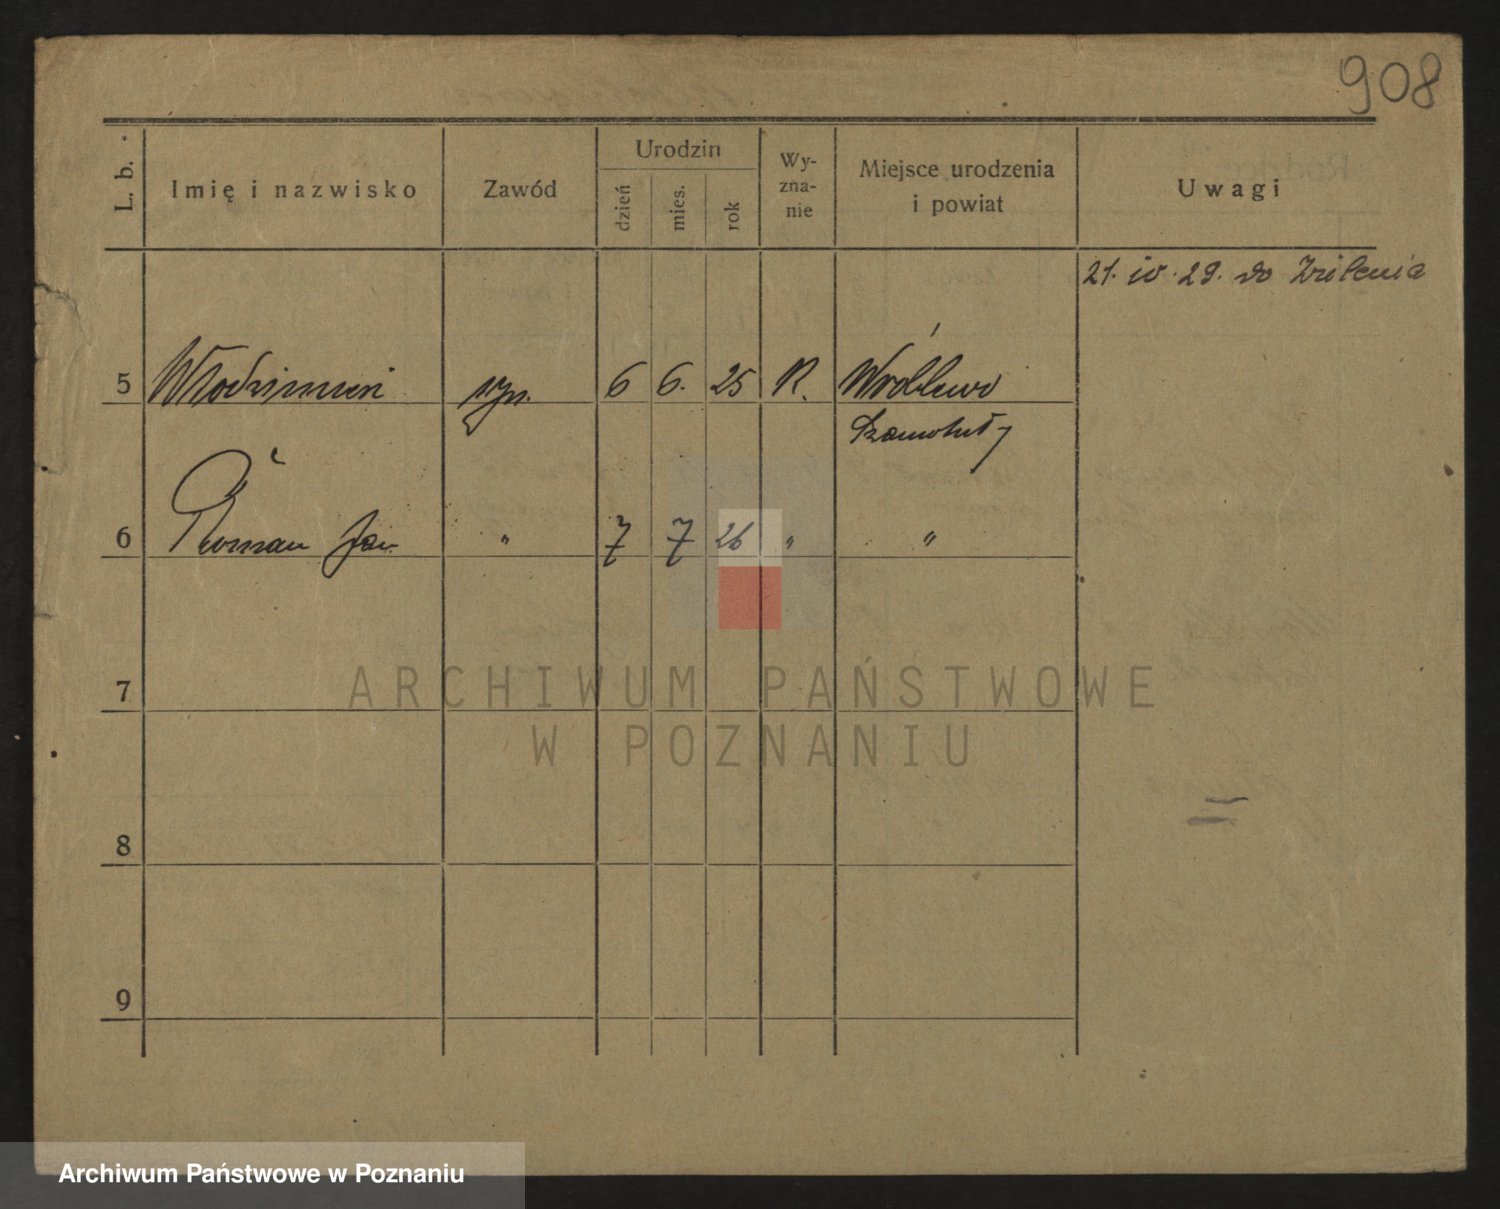 908
L. b.
Imię i nazwisko
Zawód
Urodzin
dzień
mies.
rok
Wy-
zna-
nie
Miejsce urodzenia
i powiat
Uwagi
21. IV. 29. do
5 Włodzimierz syn. 6 6. 25 R. Wróblewo
Szamotuły
6 Roman Jan " 7 7 26 " "
7
8
9
ARCHIWUM PAŃSTWOWE
W POZNANIU
Archiwum Państwowe w Poznaniu